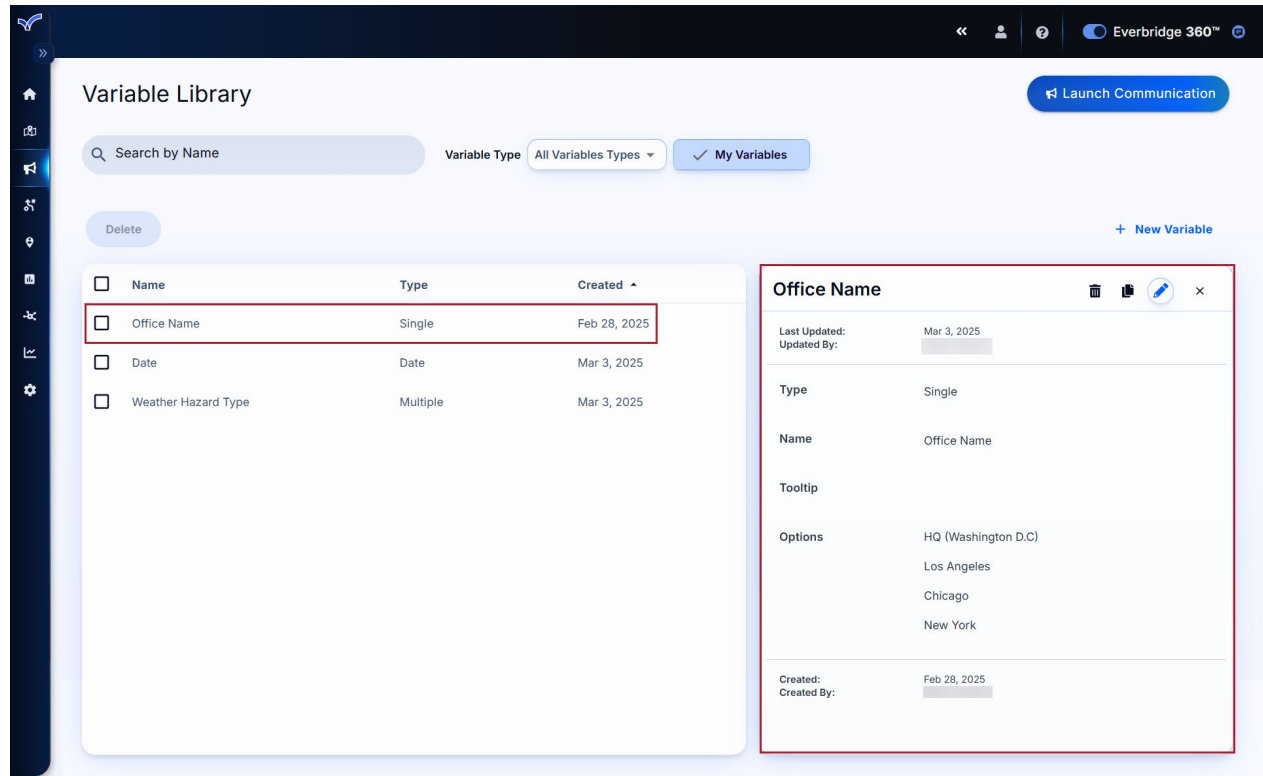 Everbridge 360™
Variable Library
Launch Communication
Search by Name
Variable Type
All Variables Types
My Variables
Delete
+ New Variable
Name Type Created
Office Name Single Feb 28, 2025
Date Date Mar 3, 2025
Weather Hazard Type Multiple Mar 3, 2025
Office Name
Last Updated: Mar 3, 2025
Updated By:
Type Single
Name Office Name
Tooltip
Options HQ (Washington D.C)
Los Angeles
Chicago
New York
Created: Feb 28, 2025
Created By: